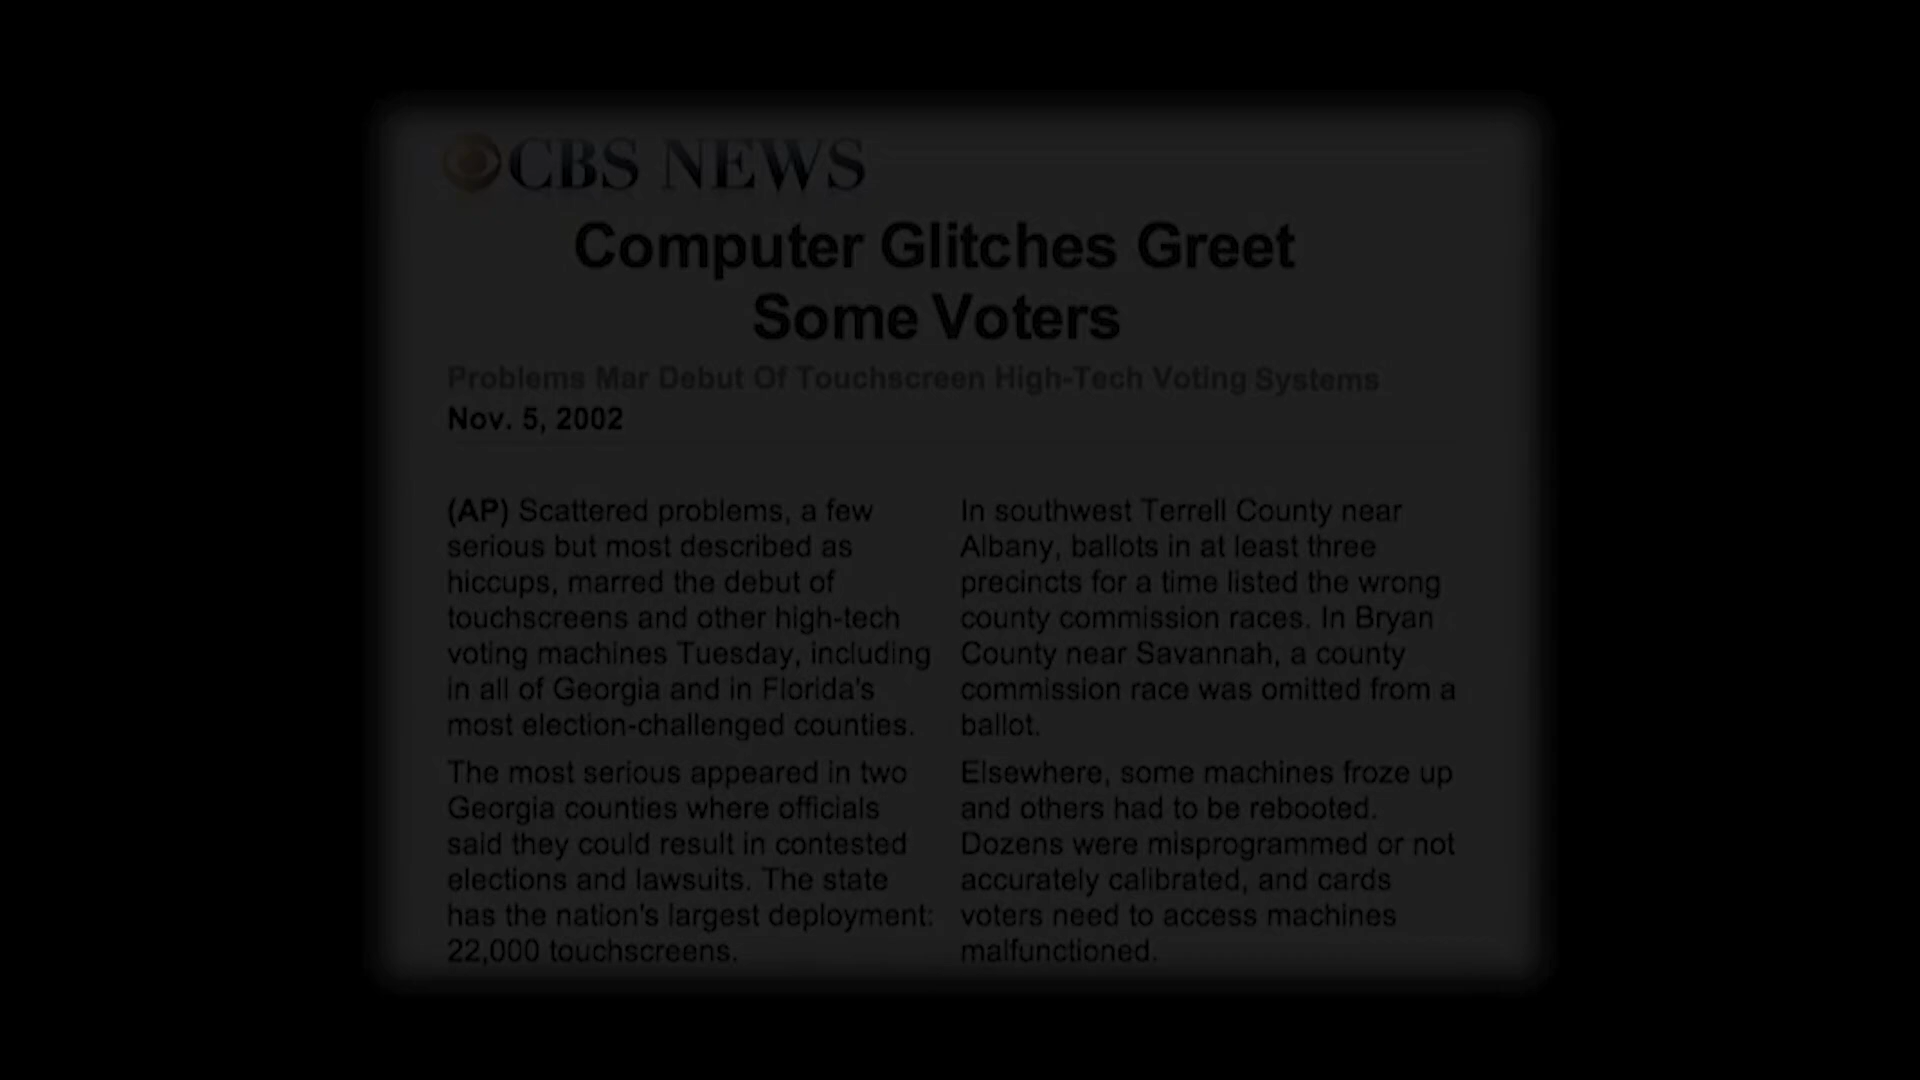 CBS NEWS
Computer Glitches Greet
Some Voters
Problems Mar Debut Of Touchscreen High-Tech Voting Systems
Nov. 5, 2002
(AP) Scattered problems, a few
serious but most described as
hiccups, marred the debut of
touchscreens and other high-tech
voting machines Tuesday, including
in all of Georgia and in Florida's
most election-challenged counties.
The most serious appeared in two
Georgia counties where officials
said they could result in contested
elections and lawsuits. The state
has the nation's largest deployment:
22,000 touchscreens.
In southwest Terrell County near
Albany, ballots in at least three
precincts for a time listed the wrong
county commission races. In Bryan
County near Savannah, a county
commission race was omitted from a
ballot.
Elsewhere, some machines froze up
and others had to be rebooted.
Dozens were misprogrammed or not
accurately calibrated, and cards
voters need to access machines
malfunctioned.